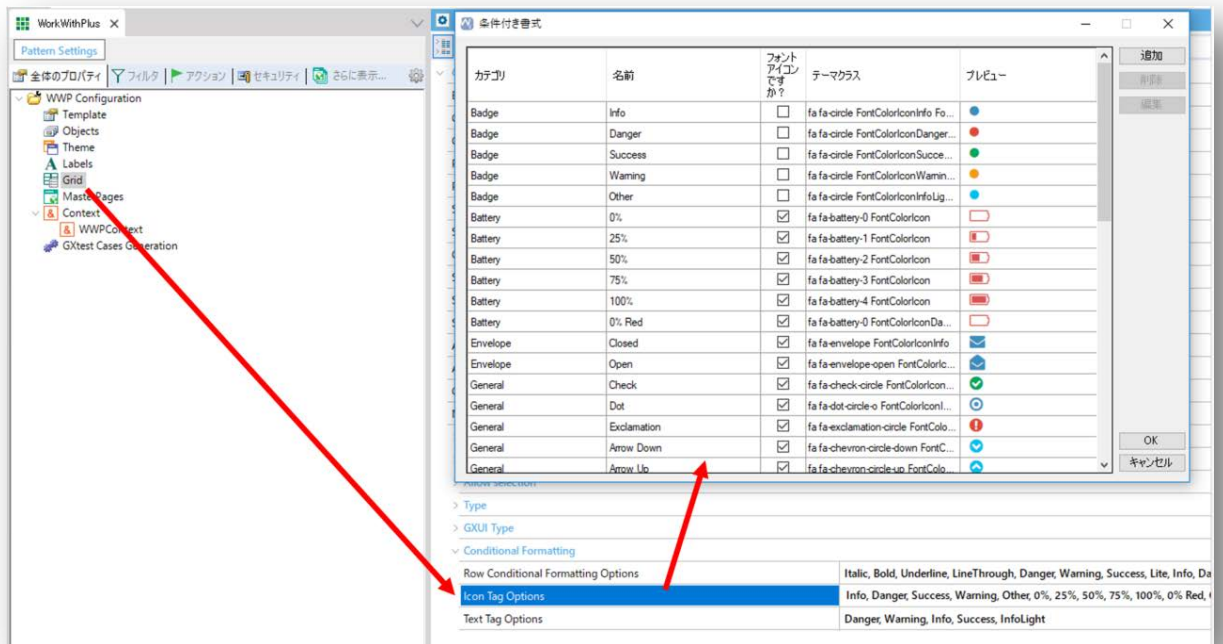 WorkWithPlus
Pattern Settings
全体のプロパティ フィルタ アクション セキュリティ さらに表示...
WWP Configuration
Template
Objects
Theme
Labels
Grid
MasterPages
Context
WWPContext
GXtest Cases Generation
条件付き書式
カテゴリ 名前 フォントアイコンですか? テーマクラス プレビュー
Badge Info fa fa-circle FontColorIconInfo Fo...
Badge Danger fa fa-circle FontColorIconDanger...
Badge Success fa fa-circle FontColorIconSucce...
Badge Warning fa fa-circle FontColorIconWarnin...
Badge Other fa fa-circle FontColorIconInfoLig...
Battery 0% fa fa-battery-0 FontColorIcon
Battery 25% fa fa-battery-1 FontColorIcon
Battery 50% fa fa-battery-2 FontColorIcon
Battery 75% fa fa-battery-3 FontColorIcon
Battery 100% fa fa-battery-4 FontColorIcon
Battery 0% Red fa fa-battery-0 FontColorIconDa...
Envelope Closed fa fa-envelope FontColorIconInfo
Envelope Open fa fa-envelope-open FontColorIc...
General Check fa fa-check-circle FontColorIcon...
General Dot fa fa-dot-circle-o FontColorIconI...
General Exclamation fa fa-exclamation-circle FontColo...
General Arrow Down fa fa-chevron-circle-down FontC...
General Arrow Up fa fa-chevron-circle-up FontColo...
追加
削除
編集
OK
キャンセル
Allow selection
Type
GXUI Type
Conditional Formatting
Row Conditional Formatting Options Italic, Bold, Underline, LineThrough, Danger, Warning, Success, Lite, Info, Da
Icon Tag Options Info, Danger, Success, Warning, Other, 0%, 25%, 50%, 75%, 100%, 0% Red,
Text Tag Options Danger, Warning, Info, Success, InfoLight